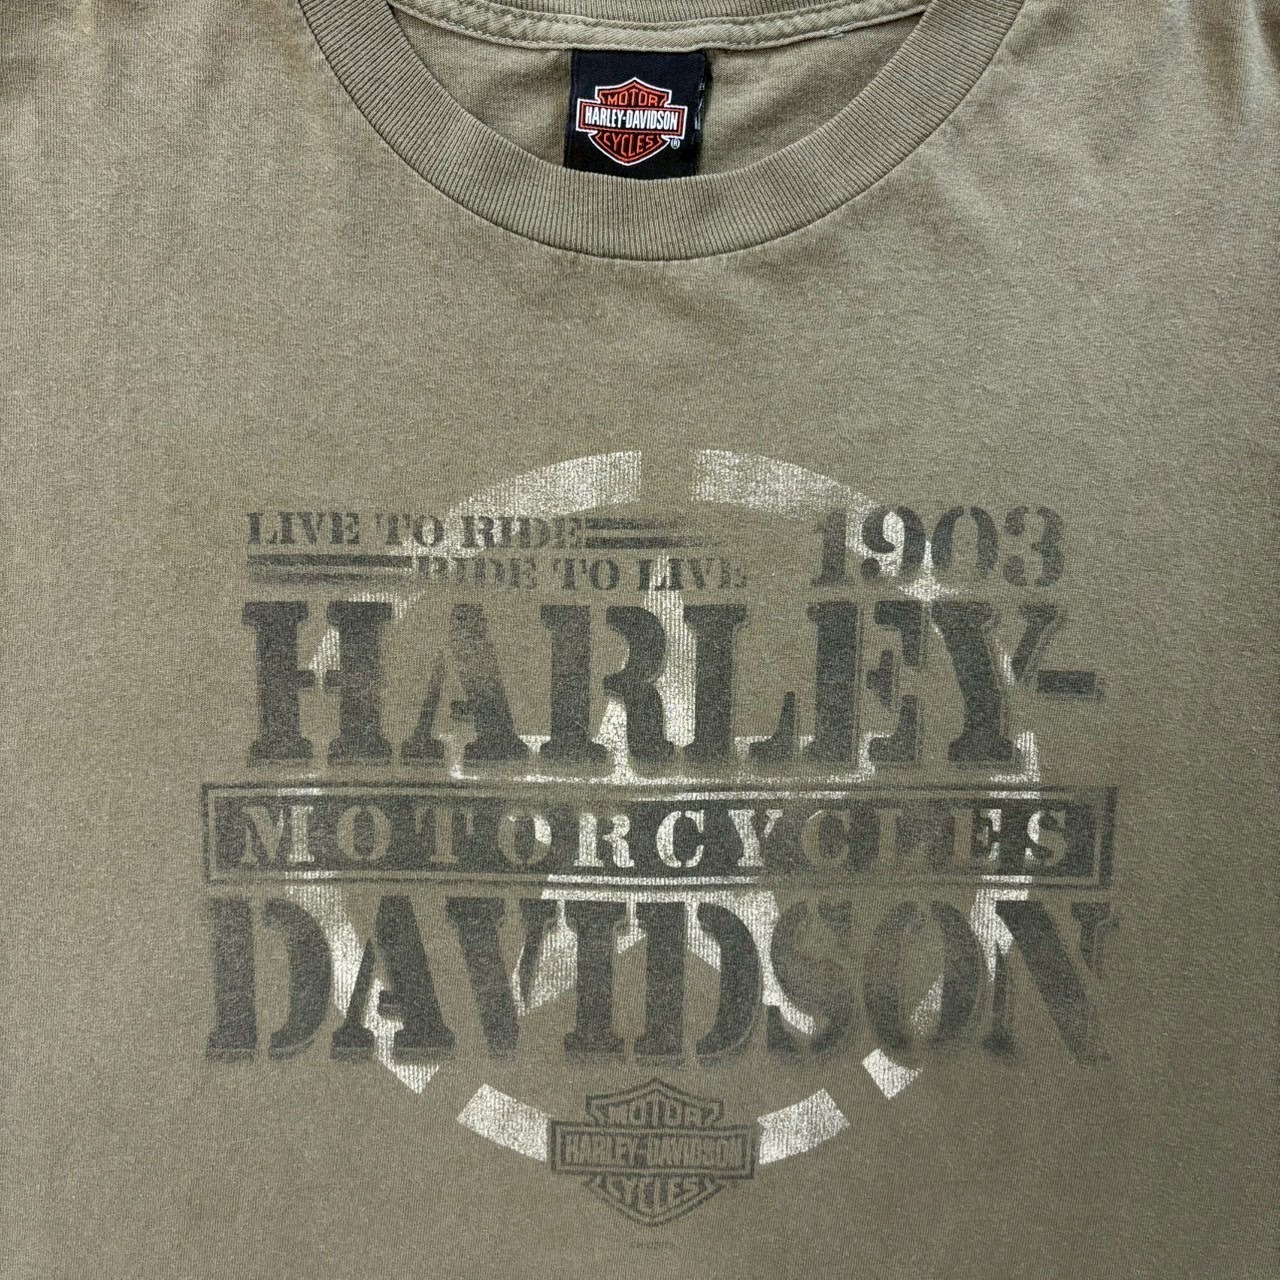 MOTOR
HARLEY-DAVIDSON
CYCLES
®
LIVE TO RIDE
RIDE TO LIVE
1903
HARLEY-
MOTORCYCLES
DAVIDSON
MOTOR
HARLEY-DAVIDSON
CYCLES